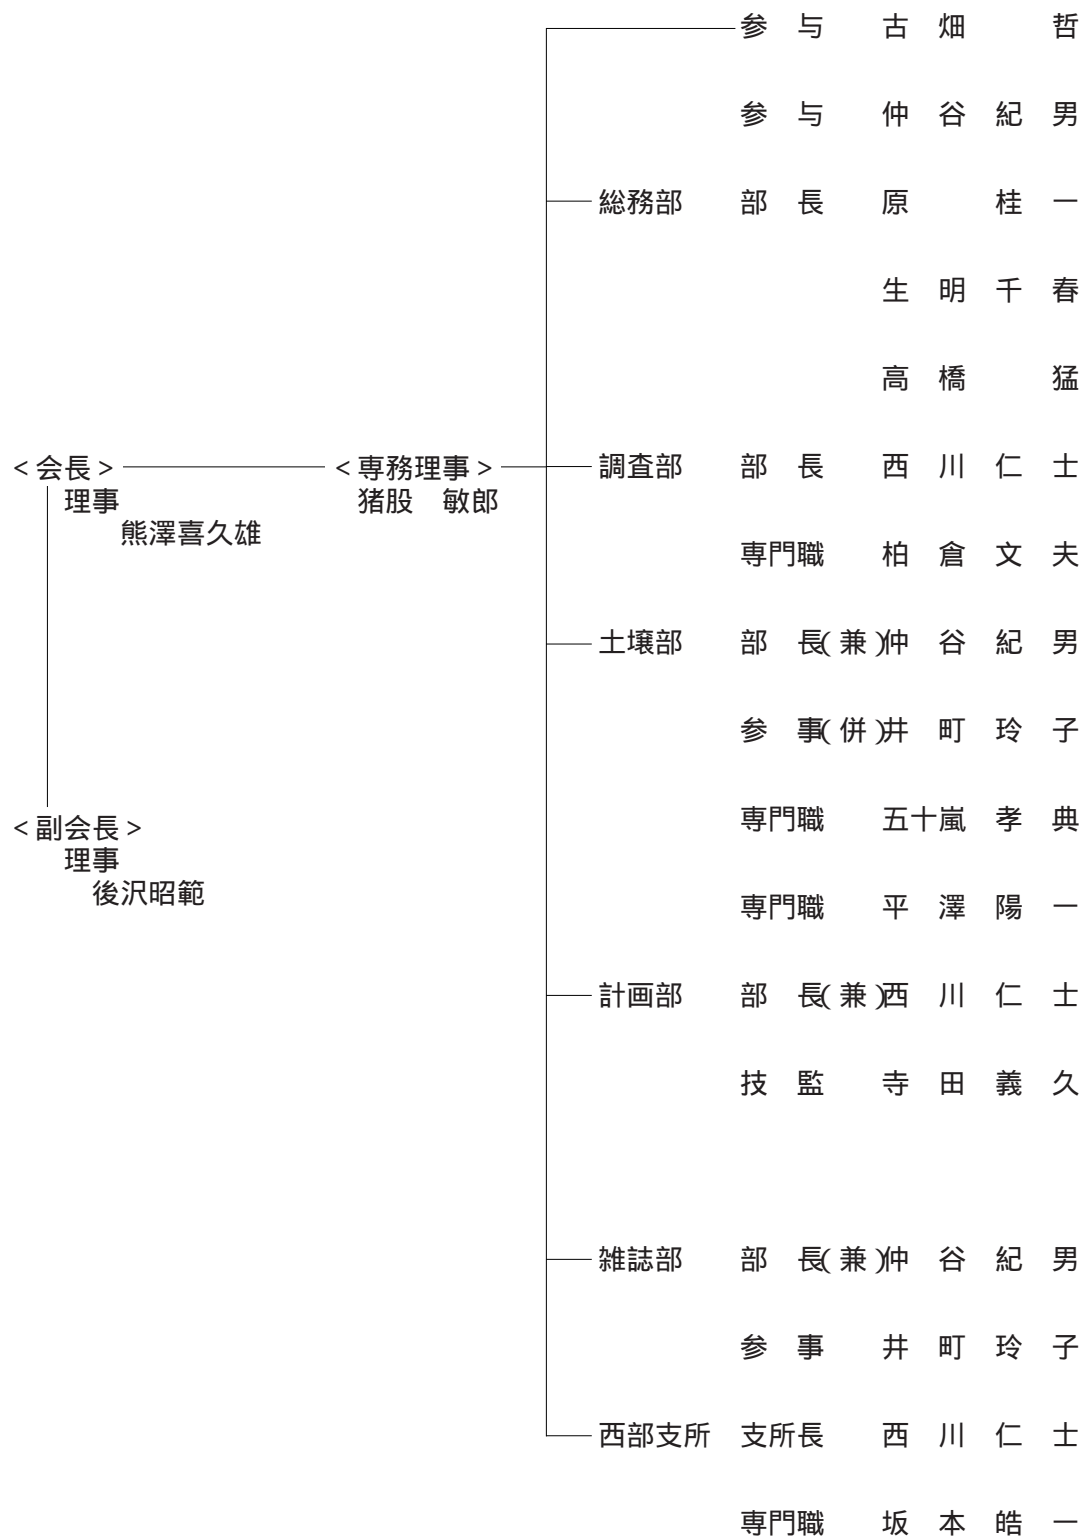 参 与 古 畑 哲
参 与 仲 谷 紀 男
総務部 部 長 原 桂 一
生 明 千 春
高 橋 猛
<会長> <専務理事> 調査部 部 長 西 川 仁 士
理事 猪股 敏郎
熊澤喜久雄
専門職 柏 倉 文 夫
土壌部 部 長(兼)仲 谷 紀 男
参 事(併)井 町 玲 子
専門職 五十嵐 孝 典
<副会長>
理事
後沢昭範
専門職 平 澤 陽 一
計画部 部 長(兼)西 川 仁 士
技 監 寺 田 義 久
雑誌部 部 長(兼)仲 谷 紀 男
参 事 井 町 玲 子
西部支所 支所長 西 川 仁 士
専門職 坂 本 皓 一